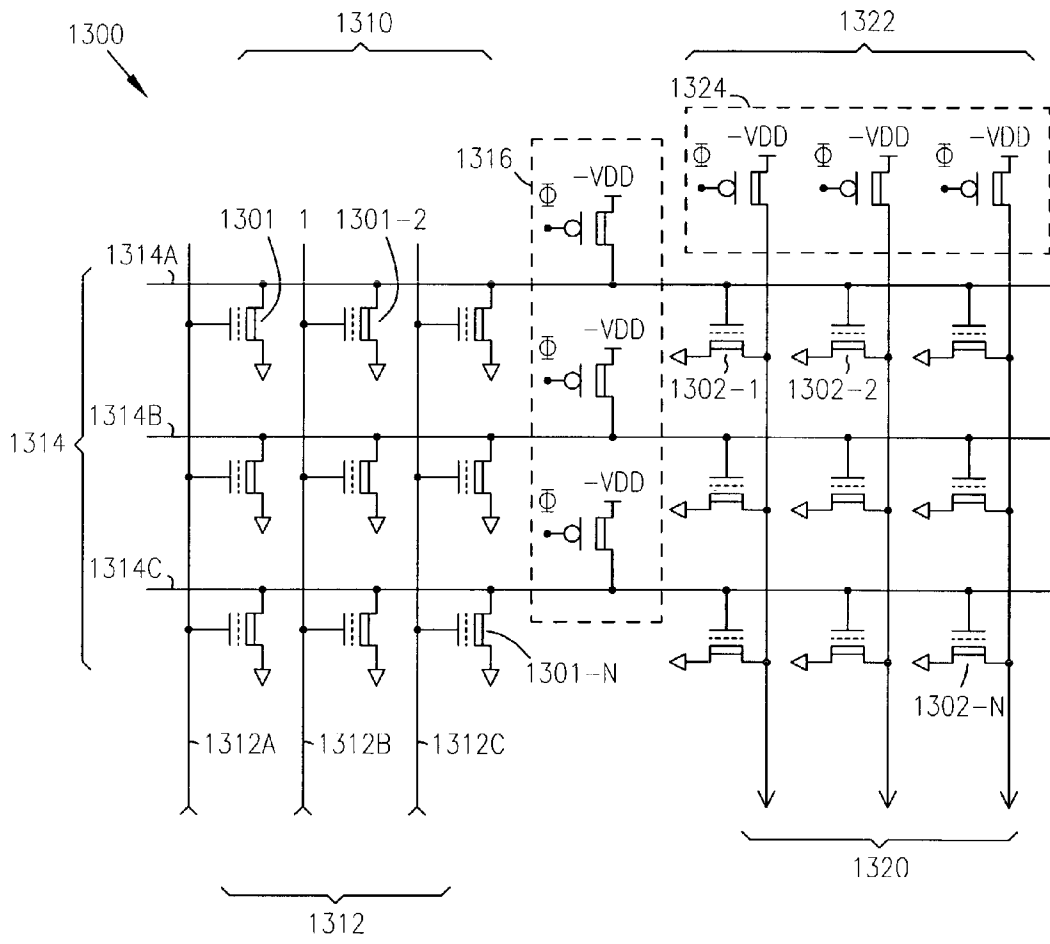 1300
1310
1322
1324
-VDD
-VDD
-VDD
Φ
Φ
Φ
1316
Φ
-VDD
1301 1
1301-2
1314A
Φ
-VDD
1302-1
1302-2
1314B
1314
Φ
-VDD
1314C
1301-N
1302-N
1312A
1312B
1312C
1320
1312